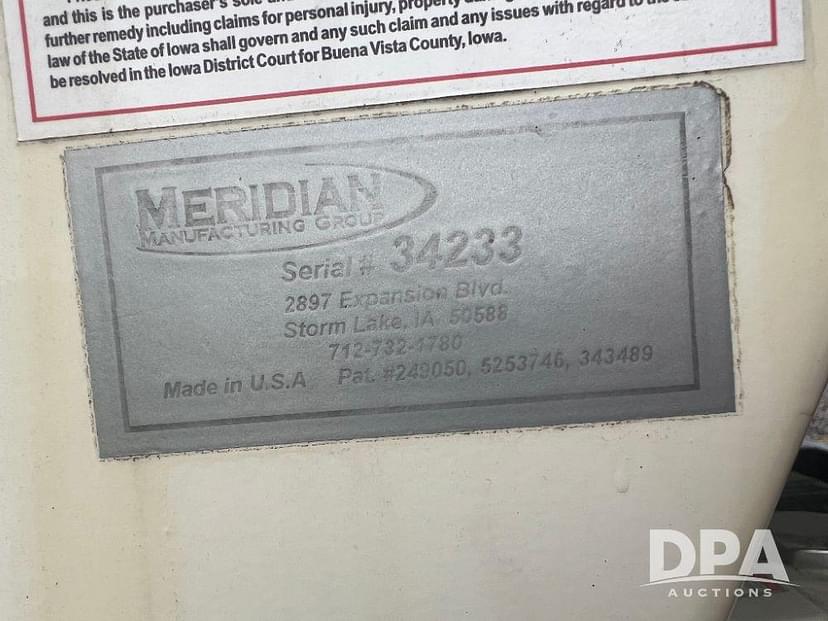 and this is the purchaser's sole
further remedy including claims for personal injury, property
law of the State of Iowa shall govern and any such claim and any issues with regard to the
be resolved in the Iowa District Court for Buena Vista County, Iowa.
MERIDIAN
MANUFACTURING GROUP
Serial # 34233
2897 Expansion Blvd.
Storm Lake, IA. 50588
712-732-1780
Made in U.S.A Pat. #249050, 5253746, 343489
DPA
AUCTIONS